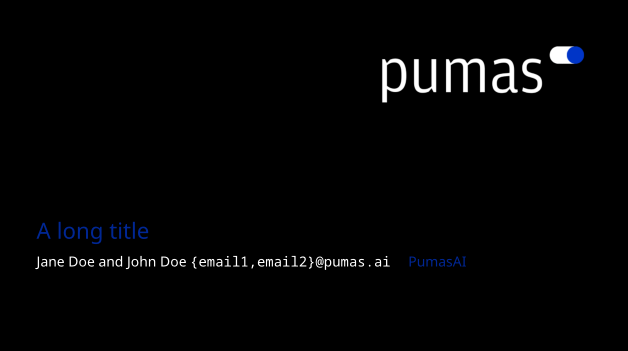 pumas
A long title
Jane Doe and John Doe {email1,email2}@pumas.ai PumasAI